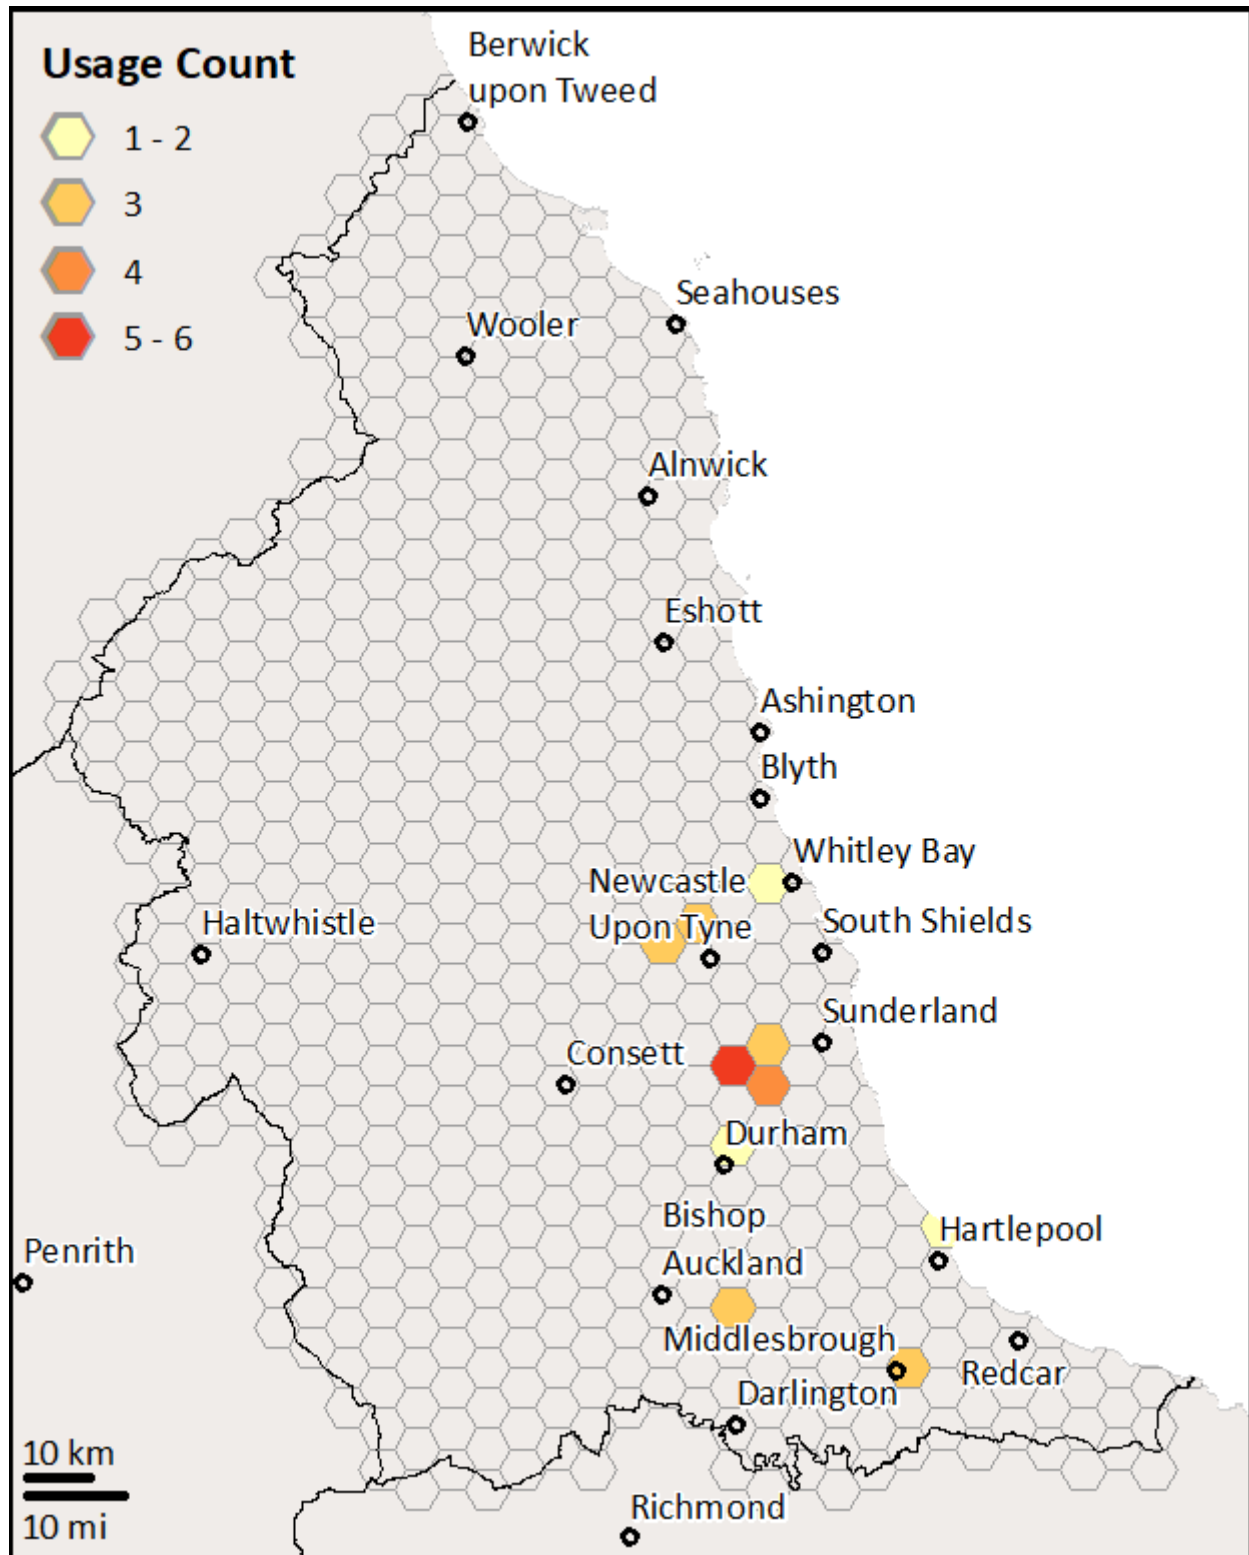 Usage Count
1 - 2
3
4
5 - 6
Berwick
upon Tweed
Seahouses
Wooler
Alnwick
Eshott
Ashington
Blyth
Whitley Bay
Newcastle
Upon Tyne
Haltwhistle
South Shields
Sunderland
Consett
Durham
Bishop
Auckland
Hartlepool
Penrith
Middlesbrough
Redcar
Darlington
10 km
10 mi
Richmond